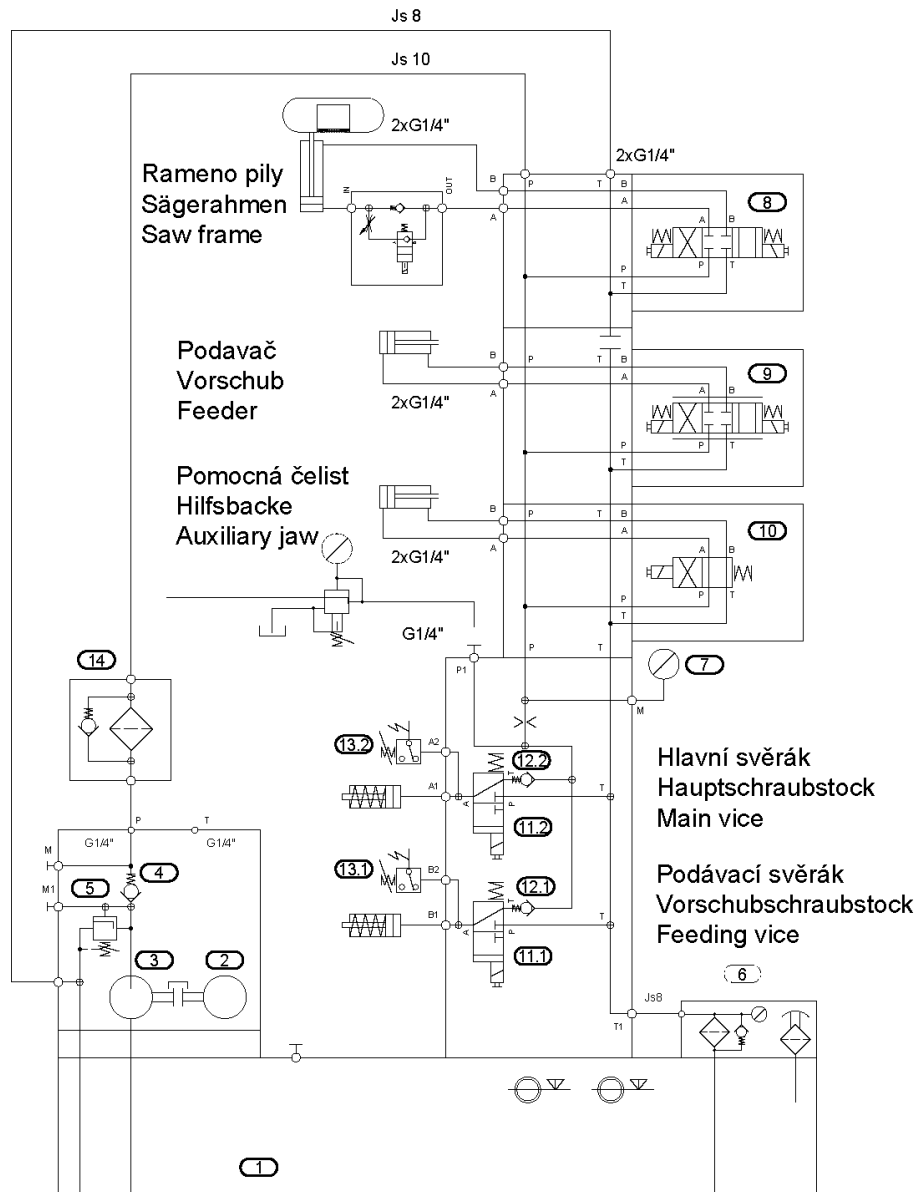 Js 8
Js 10
2xG1/4"
2xG1/4"
Rameno pily
Sägerahmen
Saw frame
IN
OUT
B
P
T
B
A
A
A
B
8
P
T
P
T
Podavač
Vorschub
Feeder
2xG1/4"
B
P
T
B
A
A
A
B
9
P
T
P
T
Pomocná čelist
Hilfsbacke
Auxiliary jaw
2xG1/4"
B
P
T
B
A
A
A
B
10
P
T
P
T
G1/4"
P1
P
T
7
M
14
13.2
A2
A1
12.2
T
A
P
T
11.2
Hlavní svěrák
Hauptschraubstock
Main vice
13.1
B2
B1
12.1
T
A
P
T
11.1
Podávací svěrák
Vorschubschraubstock
Feeding vice
P
T
G1/4"
G1/4"
M
M1
4
5
3
2
6
Js8
T1
1